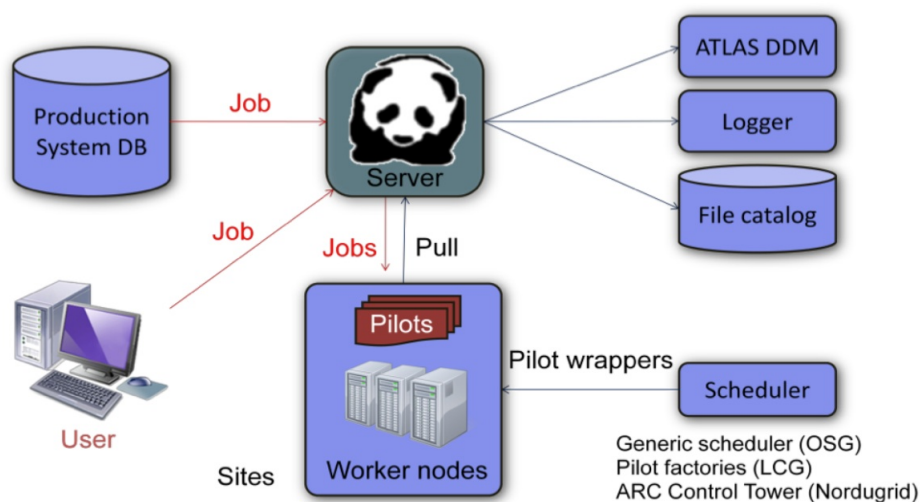 ATLAS DDM
Production
System DB
Job
Logger
Server
File catalog
Job
Jobs
Pull
Pilots
Pilot wrappers
Scheduler
User
Sites
Worker nodes
Generic scheduler (OSG)
Pilot factories (LCG)
ARC Control Tower (Nordugrid)